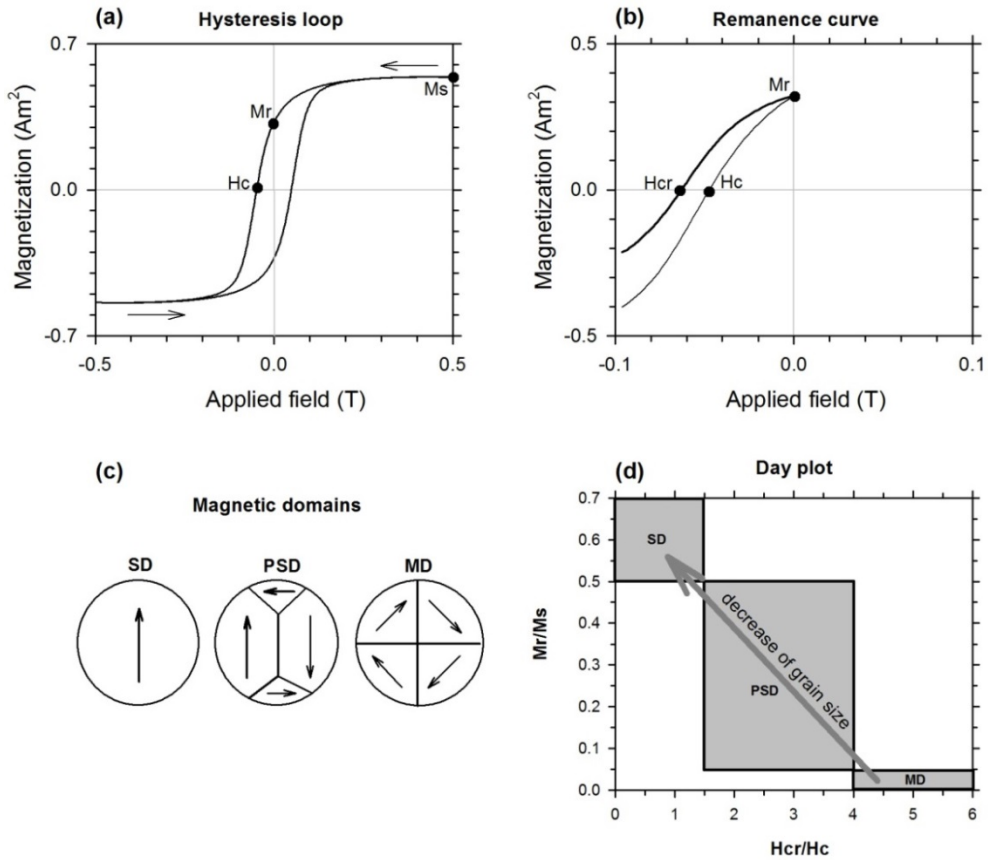 (a)
Hysteresis loop
0.7
0.0
-0.7
Magnetization (Am²)
Ms
Mr
Hc
-0.5
0.0
0.5
Applied field (T)
(b)
Remanence curve
0.5
0.0
-0.5
Magnetization (Am²)
Mr
Hcr
Hc
-0.1
0.0
0.1
Applied field (T)
(c)
Magnetic domains
SD
PSD
MD
(d)
Day plot
0.7
0.6
0.5
0.4
0.3
0.2
0.1
0.0
Mr/Ms
SD
decrease of grain size
PSD
MD
0
1
2
3
4
5
6
Hcr/Hc